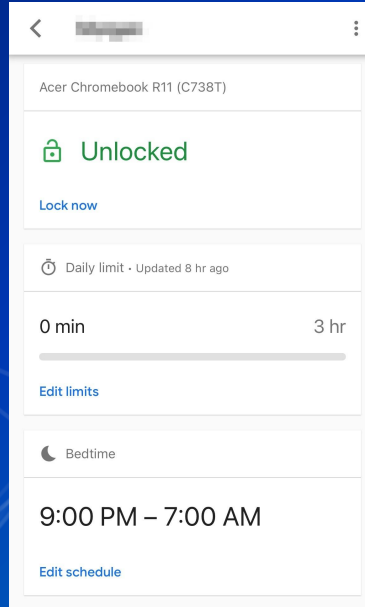 Acer Chromebook R11 (C738T)
Unlocked
Lock now
Daily limit • Updated 8 hr ago
0 min 3 hr
Edit limits
Bedtime
9:00 PM – 7:00 AM
Edit schedule